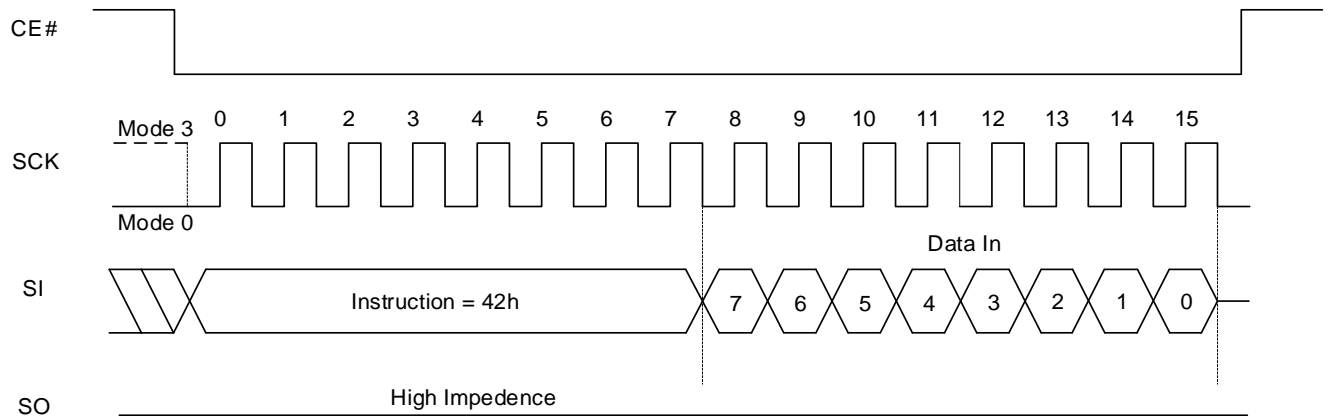 CE#
Mode 3
0 1 2 3 4 5 6 7 8 9 10 11 12 13 14 15
SCK
Mode 0
Data In
SI
Instruction = 42h
7 6 5 4 3 2 1 0
High Impedence
SO